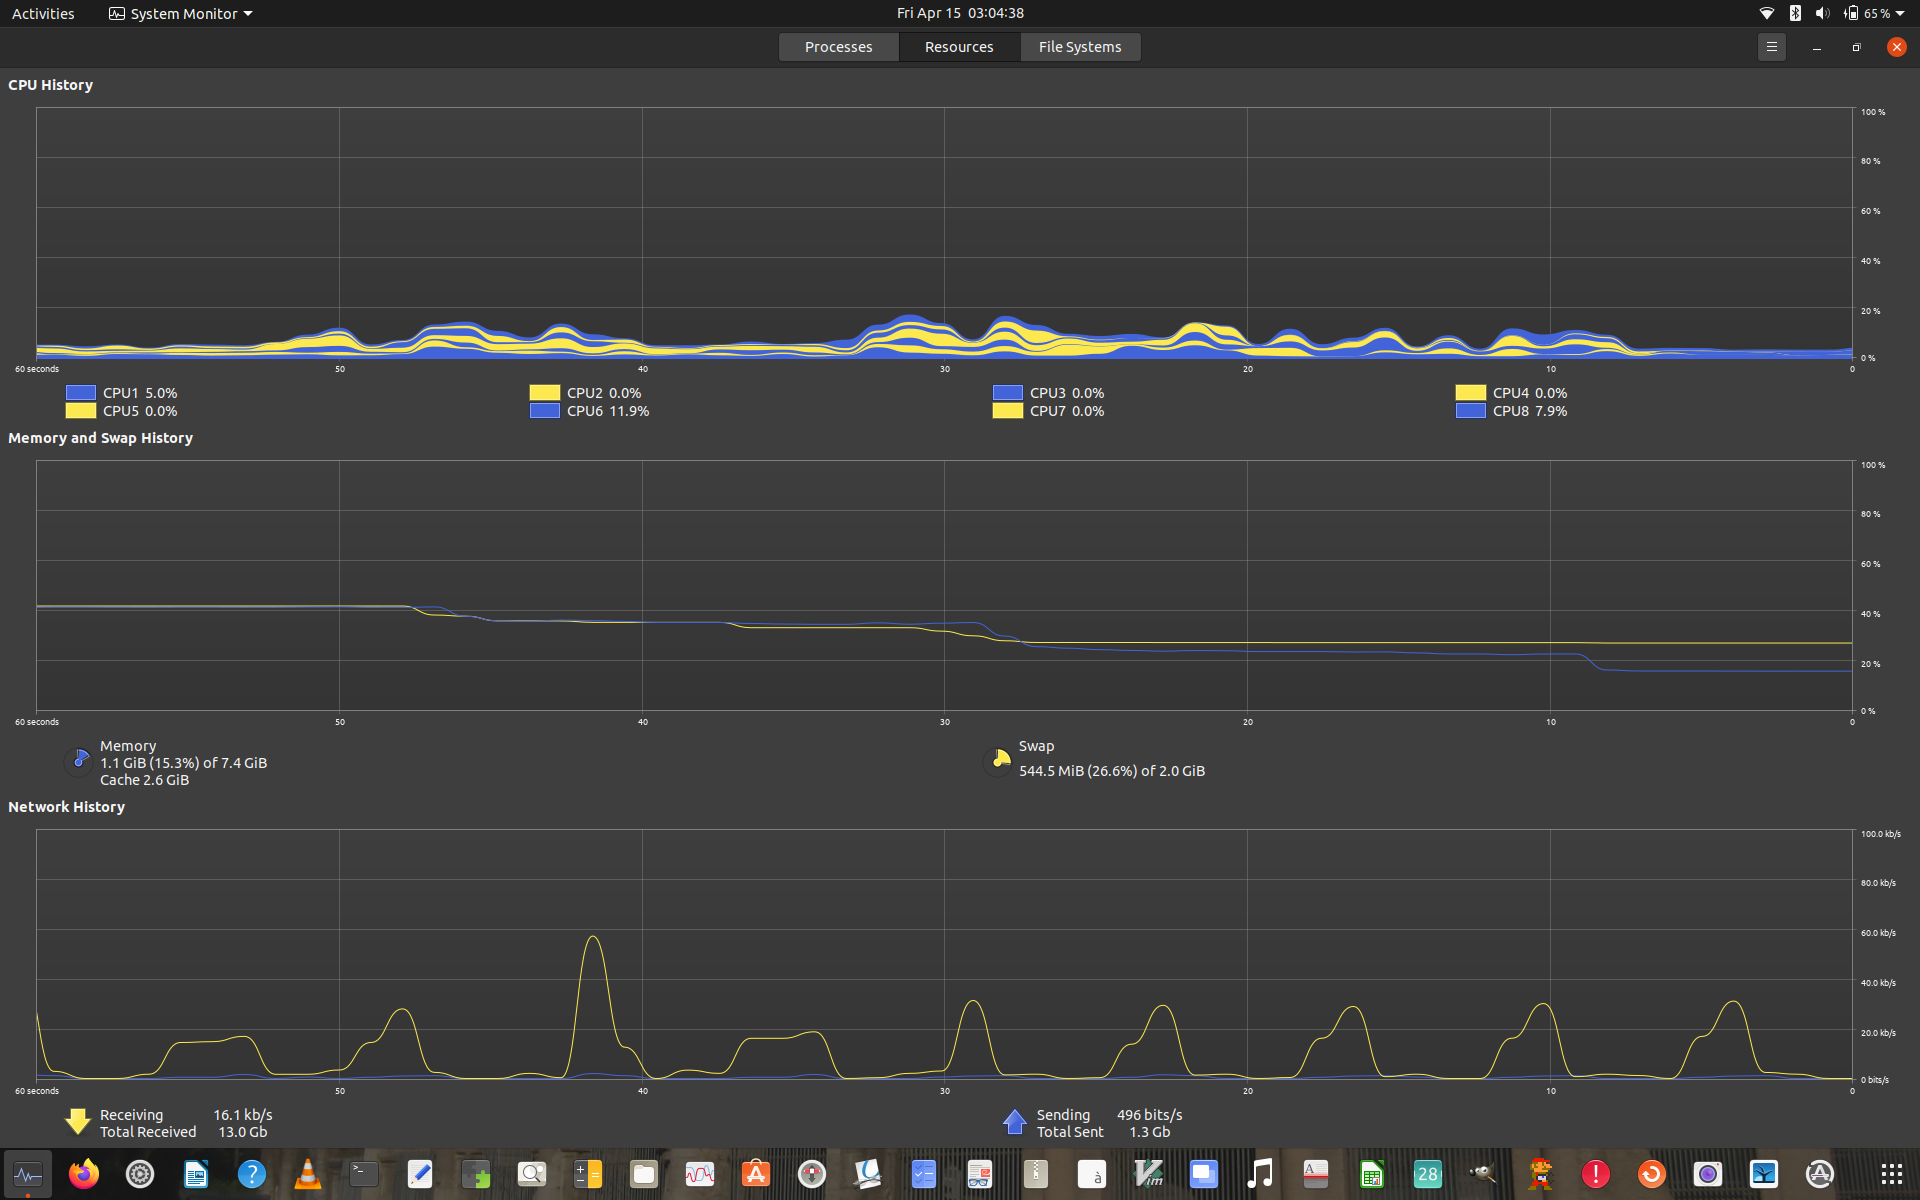 Activities System Monitor Fri Apr 15 03:04:38 65 %
Processes Resources File Systems
CPU History
100 %
80 %
60 %
40 %
20 %
0 %
60 seconds 50 40 30 20 10 0
CPU1 5.0% CPU2 0.0% CPU3 0.0% CPU4 0.0%
CPU5 0.0% CPU6 11.9% CPU7 0.0% CPU8 7.9%
Memory and Swap History
100 %
80 %
60 %
40 %
20 %
0 %
60 seconds 50 40 30 20 10 0
Memory
1.1 GiB (15.3%) of 7.4 GiB
Cache 2.6 GiB
Swap
544.5 MiB (26.6%) of 2.0 GiB
Network History
100.0 kb/s
80.0 kb/s
60.0 kb/s
40.0 kb/s
20.0 kb/s
0 bits/s
60 seconds 50 40 30 20 10 0
Receiving 16.1 kb/s
Total Received 13.0 Gb
Sending 496 bits/s
Total Sent 1.3 Gb
? >_ A à Vim A 28 !